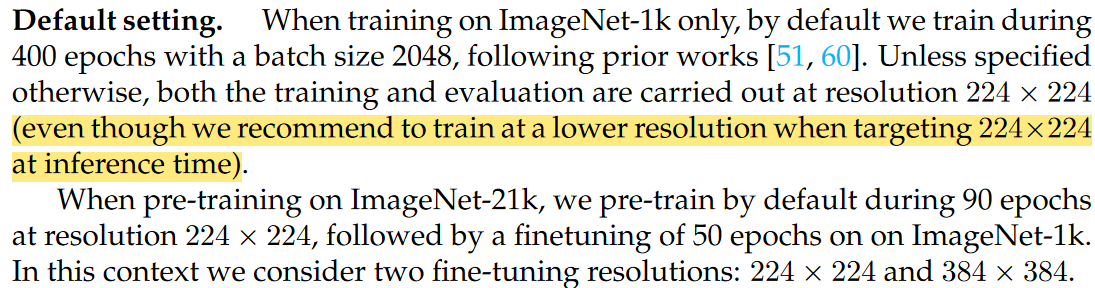 Default setting. When training on ImageNet-1k only, by default we train during
400 epochs with a batch size 2048, following prior works [51, 60]. Unless specified
otherwise, both the training and evaluation are carried out at resolution 224 × 224
(even though we recommend to train at a lower resolution when targeting 224×224
at inference time).
When pre-training on ImageNet-21k, we pre-train by default during 90 epochs
at resolution 224 × 224, followed by a finetuning of 50 epochs on on ImageNet-1k.
In this context we consider two fine-tuning resolutions: 224 × 224 and 384 × 384.